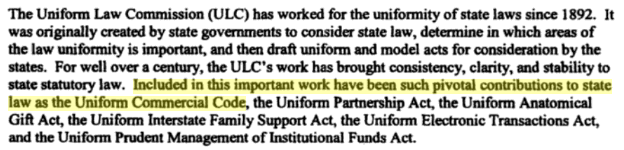 The Uniform Law Commission (ULC) has worked for the uniformity of state laws since 1892. It
was originally created by state governments to consider state law, determine in which areas of
the law uniformity is important, and then draft uniform and model acts for consideration by the
states. For well over a century, the ULC's work has brought consistency, clarity, and stability to
state statutory law. Included in this important work have been such pivotal contributions to state
law as the Uniform Commercial Code, the Uniform Partnership Act, the Uniform Anatomical
Gift Act, the Uniform Interstate Family Support Act, the Uniform Electronic Transactions Act,
and the Uniform Prudent Management of Institutional Funds Act.